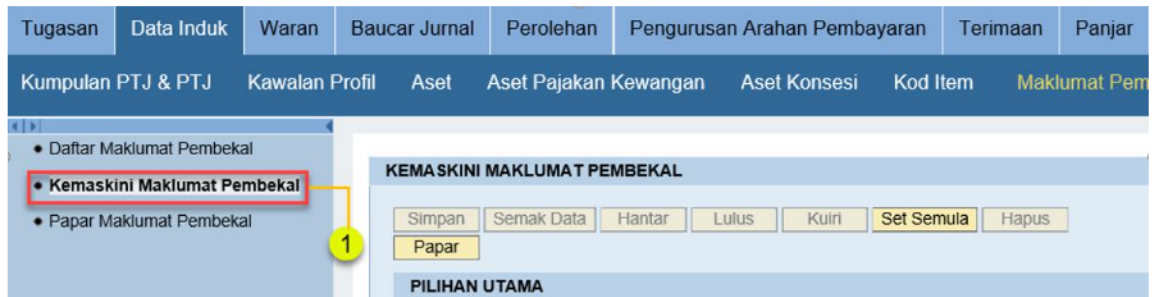 Tugasan Data Induk Waran Baucar Jurnal Perolehan Pengurusan Arahan Pembayaran Terimaan Panjar
Kumpulan PTJ & PTJ Kawalan Profil Aset Aset Pajakan Kewangan Aset Konsesi Kod Item Maklumat Pem
Daftar Maklumat Pembekal
Kemaskini Maklumat Pembekal
Papar Maklumat Pembekal
1
KEMASKINI MAKLUMAT PEMBEKAL
Simpan Semak Data Hantar Lulus Kuiri Set Semula Hapus
Papar
PILIHAN UTAMA